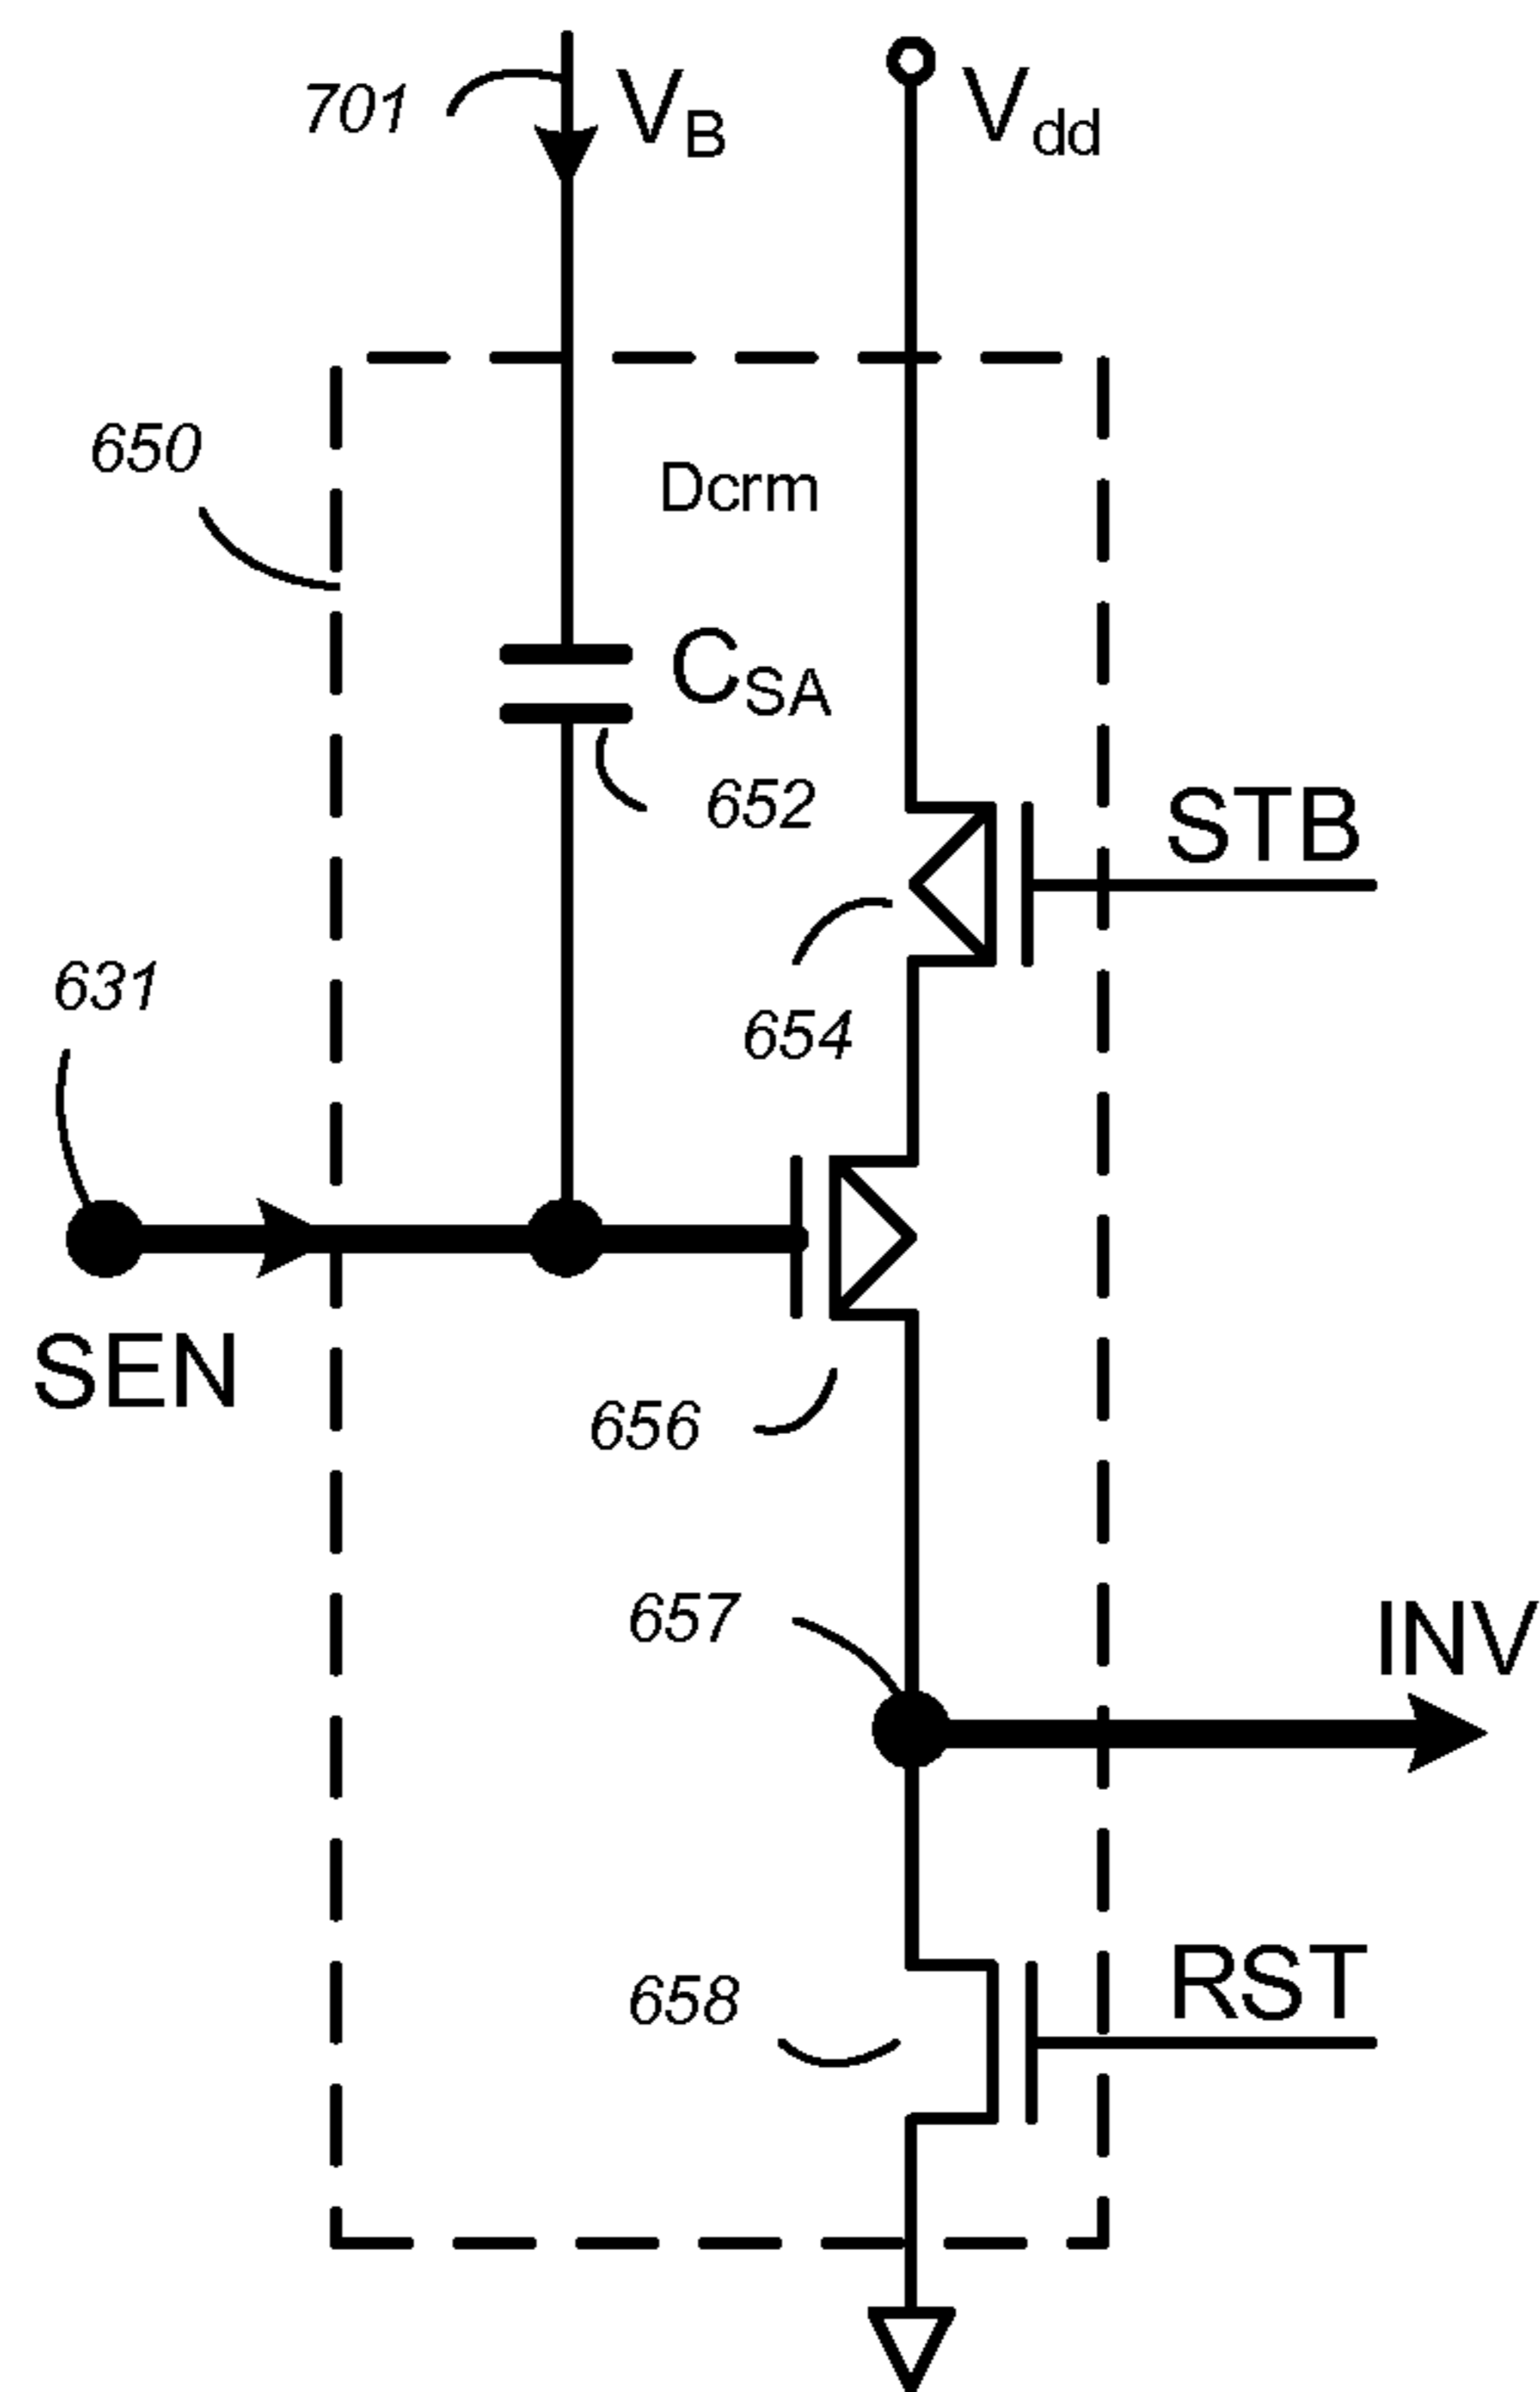 701
VB
Vdd
650
Dcrm
CSA
652
STB
631
654
SEN
656
657
INV
658
RST